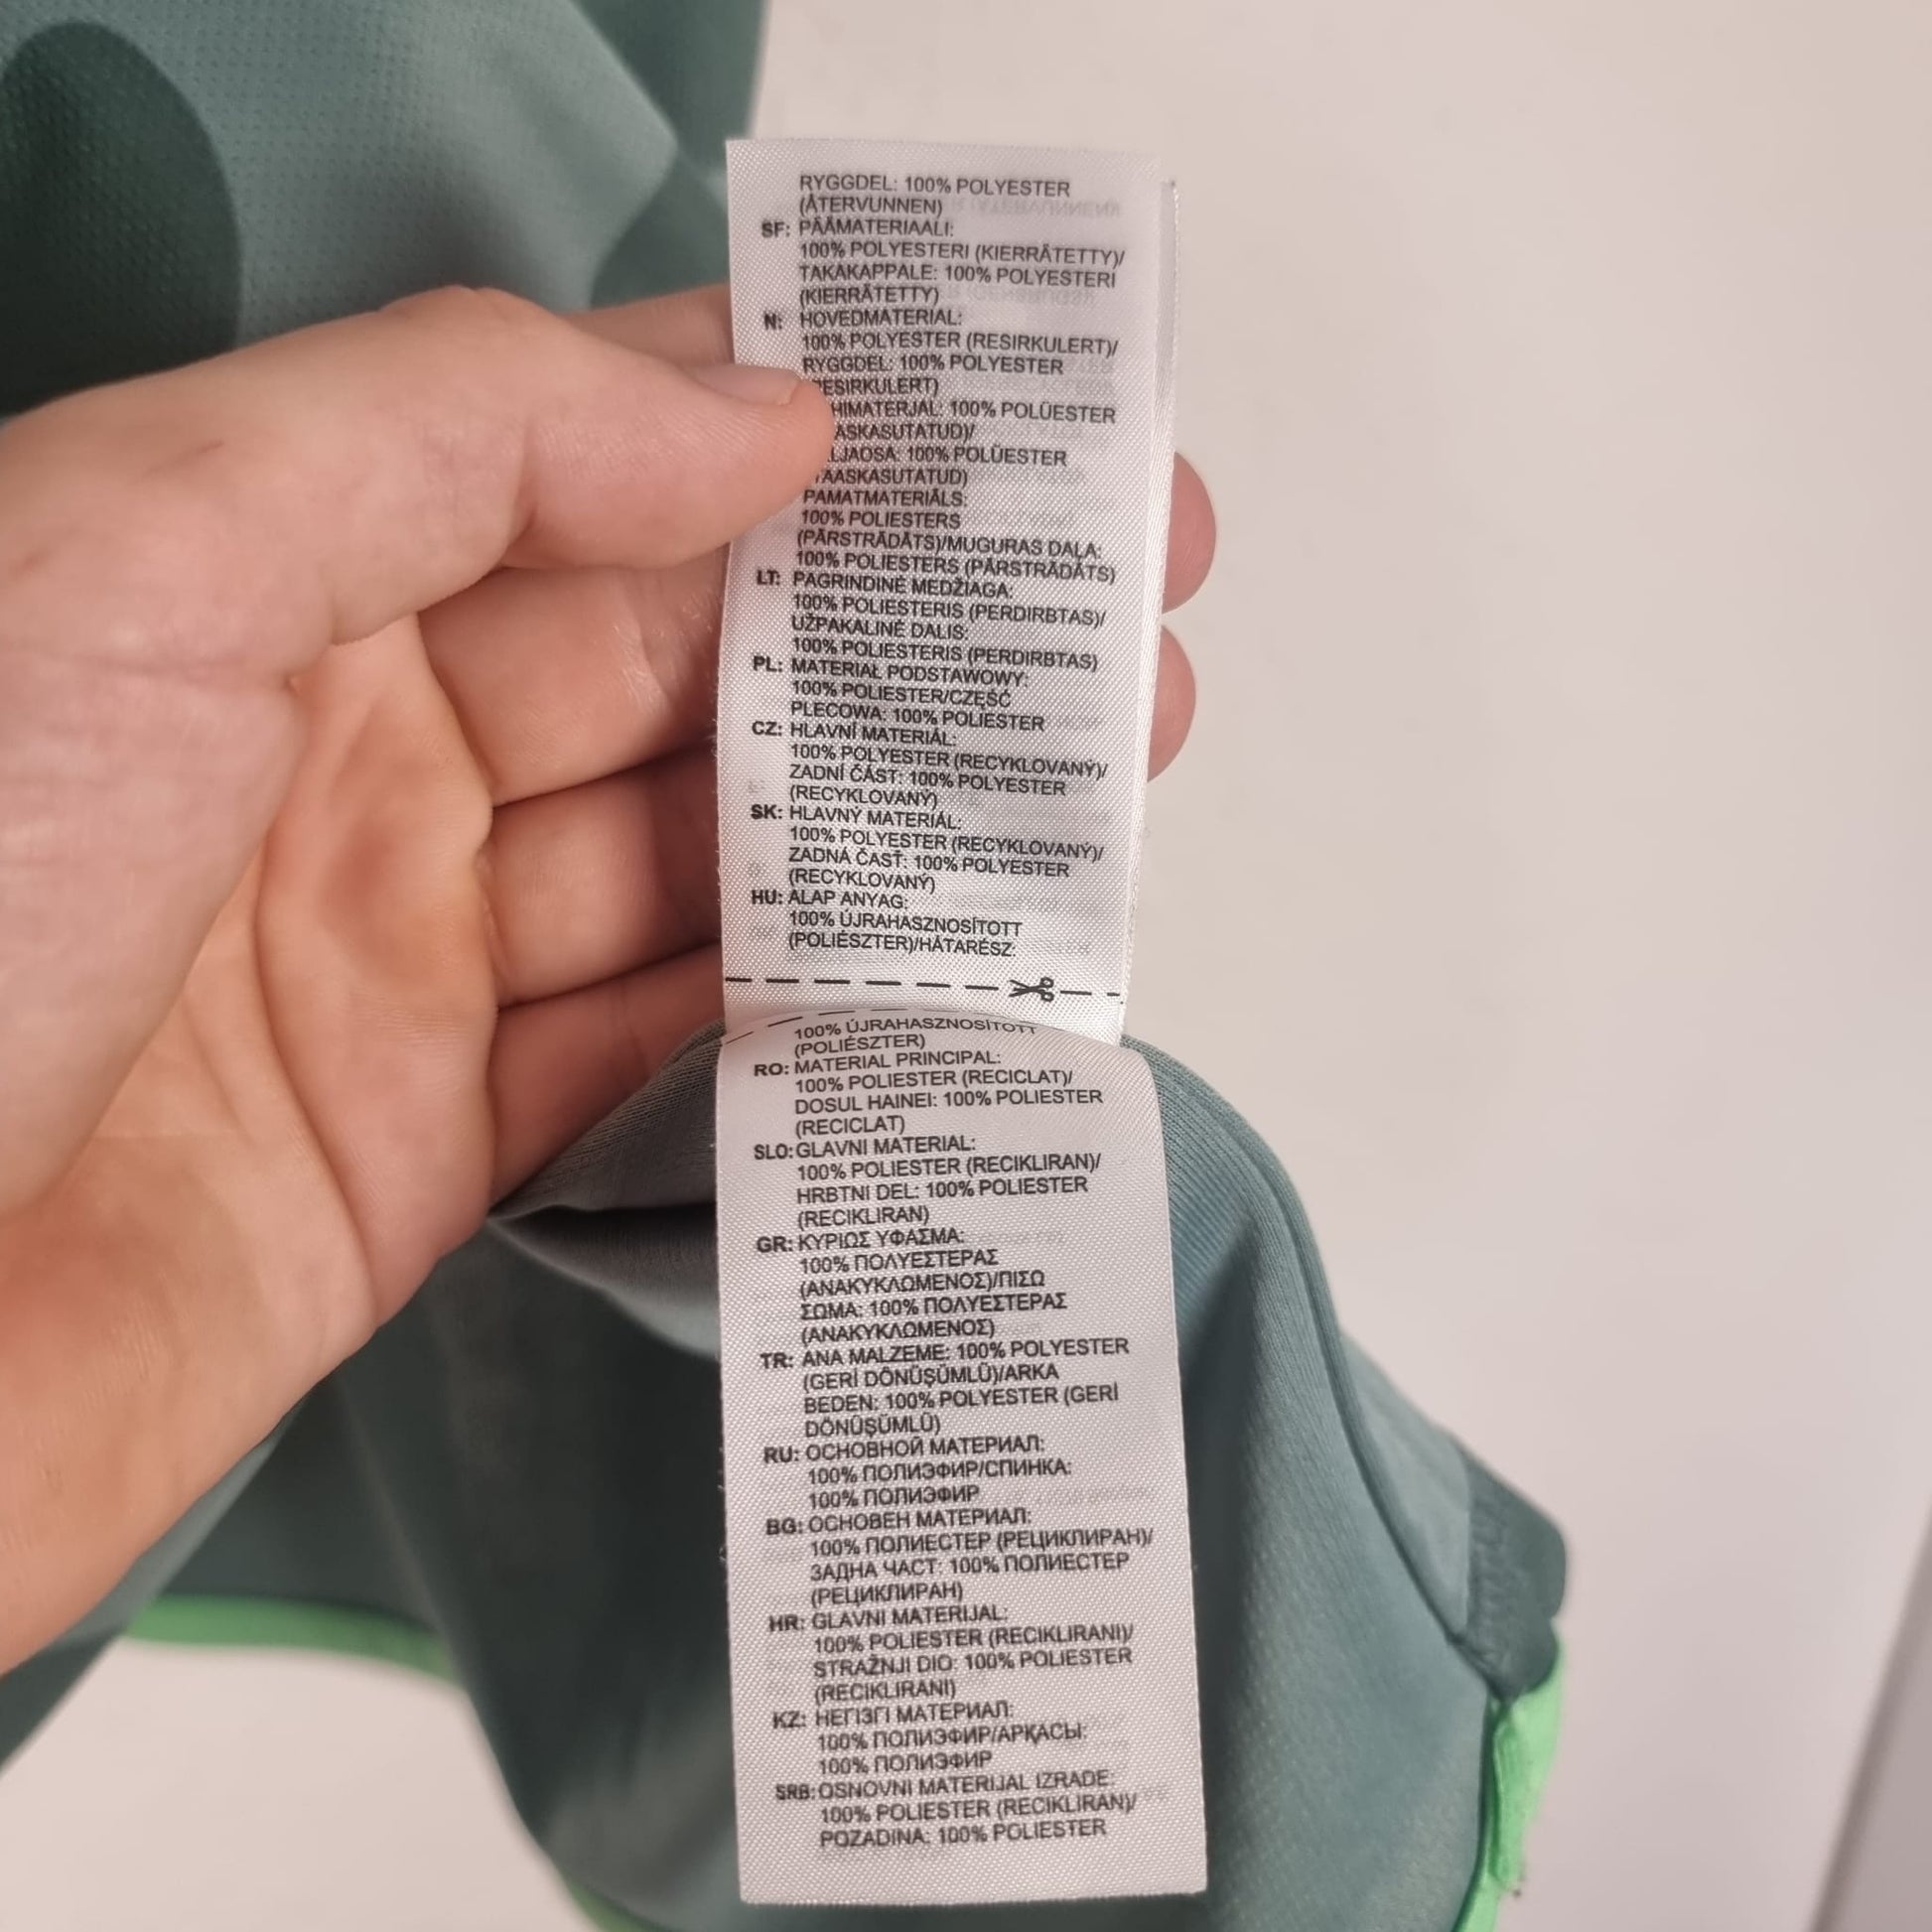 RYGGDEL: 100% POLYESTER
(ÅTERVUNNEN)
SF: PÄÄMATERIAALI:
100% POLYESTERI (KIERRÄTETTY)/
TAKAKAPPALE: 100% POLYESTERI
(KIERRÄTETTY)
N: HOVEDMATERIAL:
100% POLYESTER (RESIRKULERT)/
RYGGDEL: 100% POLYESTER
ESIRKULERT)
HIMATERJAL: 100% POLÜESTER
ASKASUTATUD)/
LJAOSA: 100% POLÜESTER
TAASKASUTATUD)
PAMATMATERIĀLS:
100% POLIESTERS
(PĀRSTRĀDĀTS)/MUGURAS DAĻA:
100% POLIESTERS (PĀRSTRĀDĀTS)
LT: PAGRINDINĖ MEDŽIAGA:
100% POLIESTERIS (PERDIRBTAS)/
UŽPAKALINĖ DALIS:
100% POLIESTERIS (PERDIRBTAS)
PL: MATERIAŁ PODSTAWOWY:
100% POLIESTER/CZĘŚĆ
PLECOWA: 100% POLIESTER
CZ: HLAVNÍ MATERIÁL:
100% POLYESTER (RECYKLOVANÝ)/
ZADNÍ ČÁST: 100% POLYESTER
(RECYKLOVANÝ)
SK: HLAVNÝ MATERIÁL:
100% POLYESTER (RECYKLOVANÝ)/
ZADNÁ ČASŤ: 100% POLYESTER
(RECYKLOVANÝ)
HU: ALAP ANYAG:
100% ÚJRAHASZNOSÍTOTT
(POLIÉSZTER)/HÁTARÉSZ:
100% ÚJRAHASZNOSÍTOTT
(POLIÉSZTER)
RO: MATERIAL PRINCIPAL:
100% POLIESTER (RECICLAT)/
DOSUL HAINEI: 100% POLIESTER
(RECICLAT)
SLO: GLAVNI MATERIAL:
100% POLIESTER (RECIKLIRAN)/
HRBTNI DEL: 100% POLIESTER
(RECIKLIRAN)
GR: ΚΥΡΙΩΣ ΥΦΑΣΜΑ:
100% ΠΟΛΥΕΣΤΕΡΑΣ
(ΑΝΑΚΥΚΛΩΜΕΝΟΣ)/ΠΙΣΩ
ΣΩΜΑ: 100% ΠΟΛΥΕΣΤΕΡΑΣ
(ΑΝΑΚΥΚΛΩΜΕΝΟΣ)
TR: ANA MALZEME: 100% POLYESTER
(GERİ DÖNÜŞÜMLÜ)/ARKA
BEDEN: 100% POLYESTER (GERİ
DÖNÜŞÜMLÜ)
RU: ОСНОВНОЙ МАТЕРИАЛ:
100% ПОЛИЭФИР/СПИНКА:
100% ПОЛИЭФИР
BG: ОСНОВЕН МАТЕРИАЛ:
100% ПОЛИЕСТЕР (РЕЦИКЛИРАН)/
ЗАДНА ЧАСТ: 100% ПОЛИЕСТЕР
(РЕЦИКЛИРАН)
HR: GLAVNI MATERIJAL:
100% POLIESTER (RECIKLIRANI)/
STRAŽNJI DIO: 100% POLIESTER
(RECIKLIRANI)
KZ: НЕГІЗГІ МАТЕРИАЛ:
100% ПОЛИЭФИР/АРҚАСЫ:
100% ПОЛИЭФИР
SRB: OSNOVNI MATERIJAL IZRADE:
100% POLIESTER (RECIKLIRAN)/
POZADINA: 100% POLIESTER